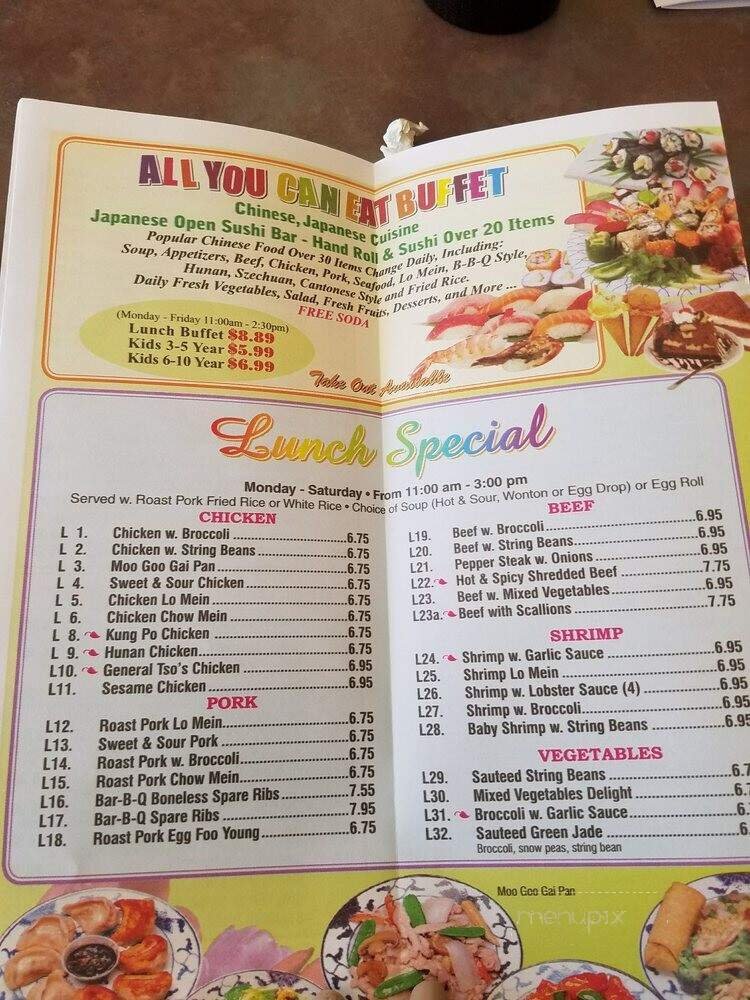 ALL YOU CAN EAT BUFFET
Chinese, Japanese Cuisine
Japanese Open Sushi Bar - Hand Roll & Sushi Over 20 Items
Popular Chinese Food Over 30 Items Change Daily, Including:
Soup, Appetizers, Beef, Chicken, Pork, Seafood, Lo Mein, B-B-Q Style,
Hunan, Szechuan, Cantonese Style and Fried Rice.
Daily Fresh Vegetables, Salad, Fresh Fruits, Desserts, and More ...
FREE SODA
(Monday - Friday 11:00am - 2:30pm)
Lunch Buffet $8.89
Kids 3-5 Year $5.99
Kids 6-10 Year $6.99
Take Out Available
Lunch Special
Monday - Saturday • From 11:00 am - 3:00 pm
Served w. Roast Pork Fried Rice or White Rice • Choice of Soup (Hot & Sour, Wonton or Egg Drop) or Egg Roll
CHICKEN
L 1. Chicken w. Broccoli 6.75
L 2. Chicken w. String Beans 6.75
L 3. Moo Goo Gai Pan 6.75
L 4. Sweet & Sour Chicken 6.75
L 5. Chicken Lo Mein 6.75
L 6. Chicken Chow Mein 6.75
L 8. Kung Po Chicken 6.75
L 9. Hunan Chicken 6.75
L10. General Tso's Chicken 6.95
L11. Sesame Chicken 6.95
PORK
L12. Roast Pork Lo Mein 6.75
L13. Sweet & Sour Pork 6.75
L14. Roast Pork w. Broccoli 6.75
L15. Roast Pork Chow Mein 6.75
L16. Bar-B-Q Boneless Spare Ribs 7.55
L17. Bar-B-Q Spare Ribs 7.95
L18. Roast Pork Egg Foo Young 6.75
BEEF
L19. Beef w. Broccoli 6.95
L20. Beef w. String Beans 6.95
L21. Pepper Steak w. Onions 6.95
L22. Hot & Spicy Shredded Beef 7.75
L23. Beef w. Mixed Vegetables 6.95
L23a. Beef with Scallions 7.75
SHRIMP
L24. Shrimp w. Garlic Sauce 6.95
L25. Shrimp Lo Mein 6.95
L26. Shrimp w. Lobster Sauce (4) 6.95
L27. Shrimp w. Broccoli 6.95
L28. Baby Shrimp w. String Beans 6.95
VEGETABLES
L29. Sauteed String Beans 6.7
L30. Mixed Vegetables Delight 6.7
L31. Broccoli w. Garlic Sauce 6.
L32. Sauteed Green Jade 6.
Broccoli, snow peas, string bean
Moo Goo Gai Pan
menupix